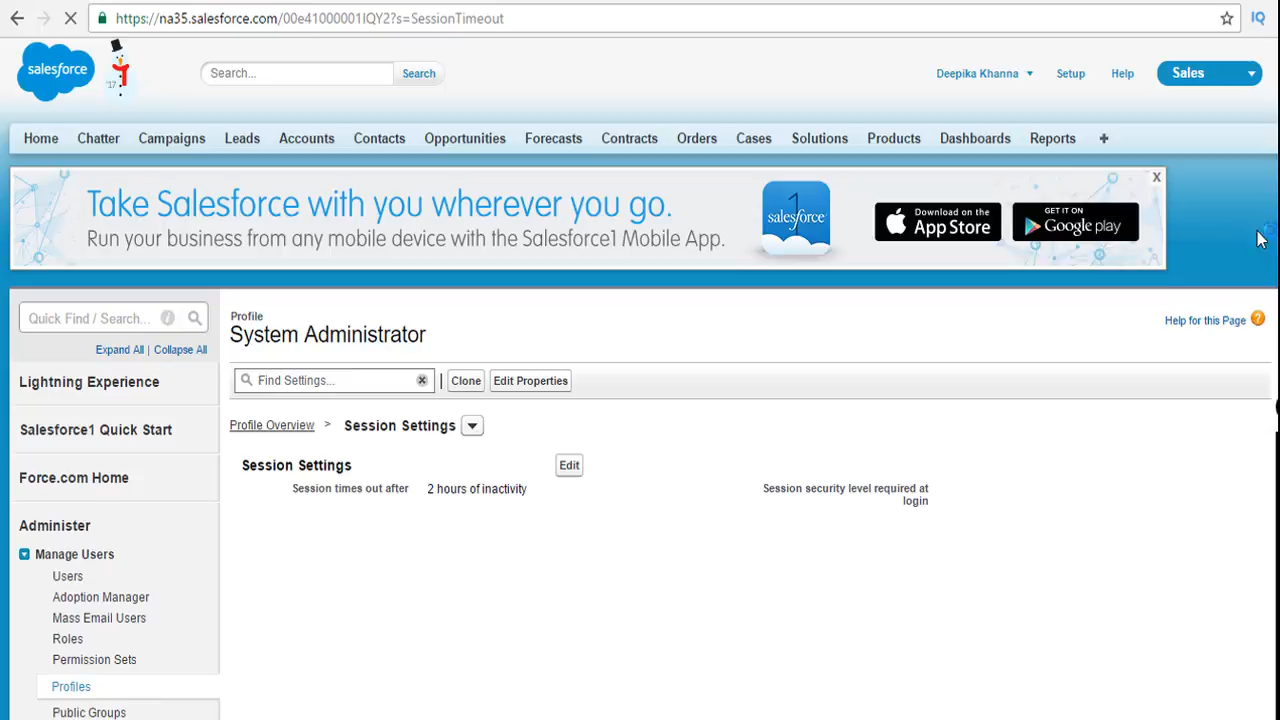 https://na35.salesforce.com/00e41000001IQY2?s=SessionTimeout
IQ
salesforce
'17
Search...
Search
Deepika Khanna
Setup
Help
Sales
Home
Chatter
Campaigns
Leads
Accounts
Contacts
Opportunities
Forecasts
Contracts
Orders
Cases
Solutions
Products
Dashboards
Reports
+
Take Salesforce with you wherever you go.
Run your business from any mobile device with the Salesforce1 Mobile App.
1
salesforce
Download on the
App Store
GET IT ON
Google play
X
Quick Find / Search...
Expand All | Collapse All
Lightning Experience
Salesforce1 Quick Start
Force.com Home
Administer
Manage Users
Users
Adoption Manager
Mass Email Users
Roles
Permission Sets
Profiles
Public Groups
Profile
System Administrator
Help for this Page ?
Find Settings...
Clone
Edit Properties
Profile Overview > Session Settings
Session Settings
Edit
Session times out after 2 hours of inactivity
Session security level required at
login